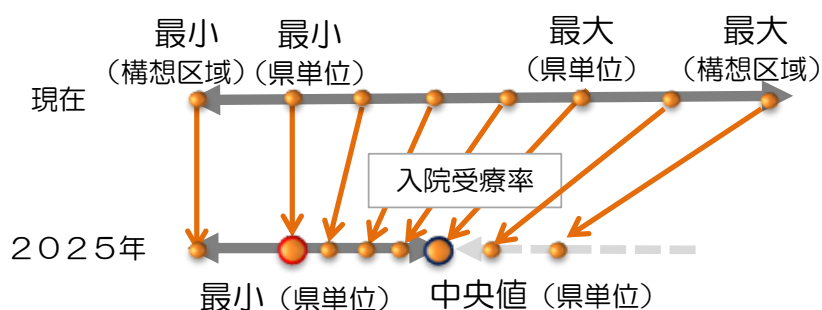 最小 最小 最大 最大
（構想区域）（県単位） （県単位） （構想区域）
現在
入院受療率
２０２５年
最小（県単位） 中央値（県単位）